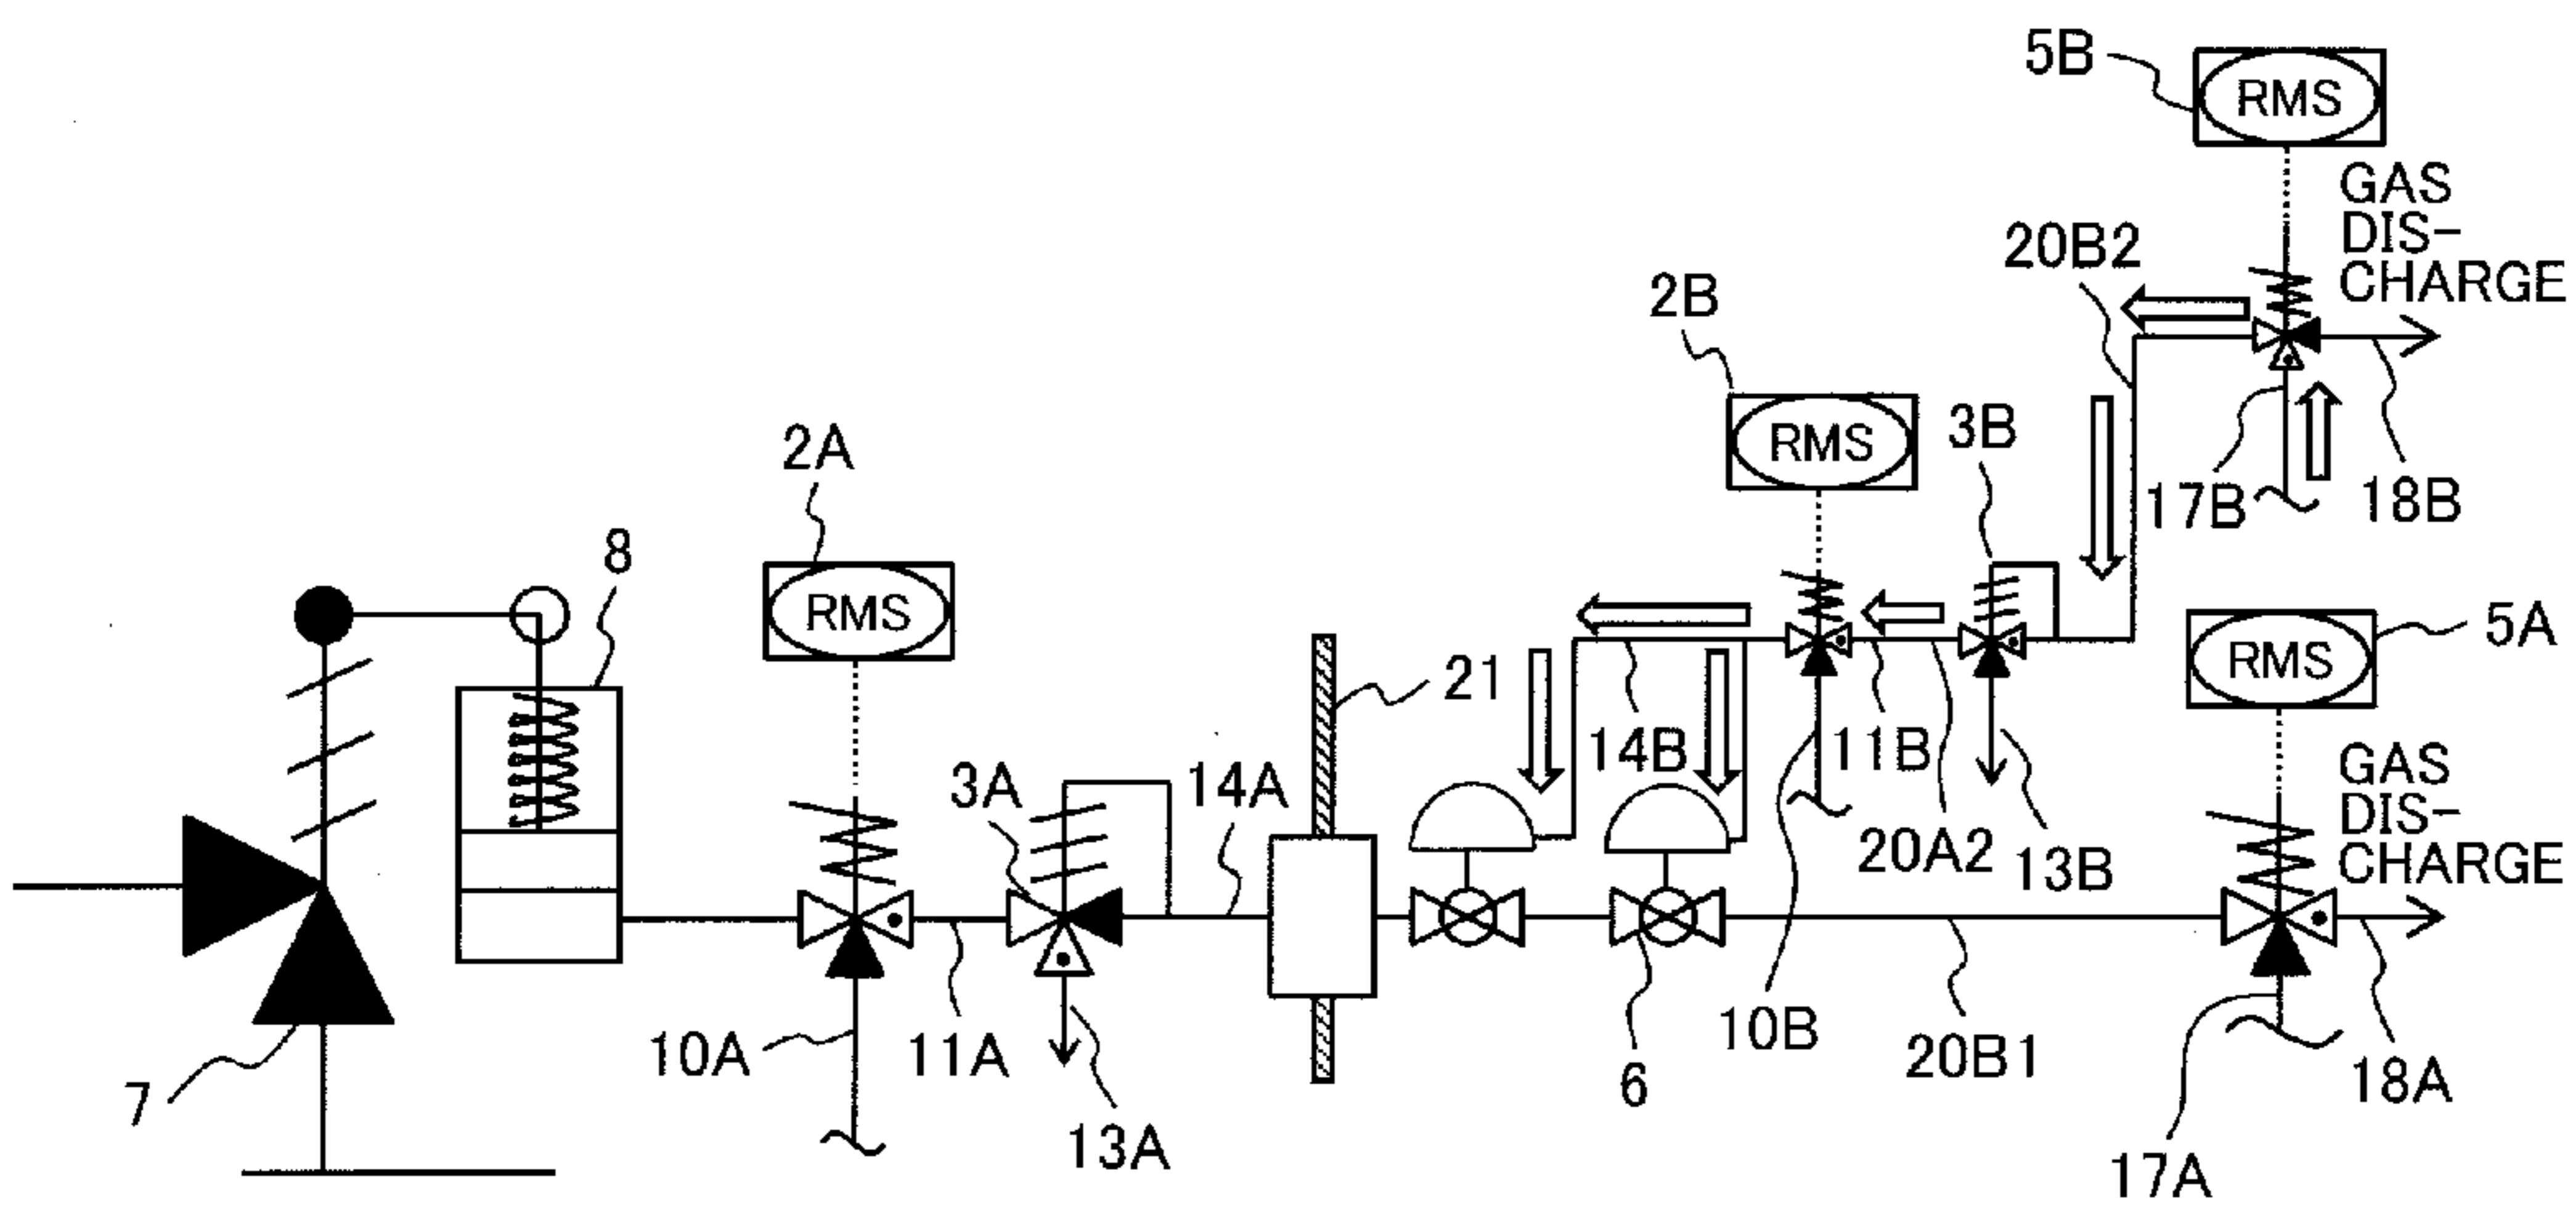 5B
RMS
GAS
DIS-
CHARGE
20B2
2B
RMS
3B
17B
18B
2A
RMS
8
5A
RMS
21
14B
11B
3A
14A
20A2
13B
GAS
DIS-
CHARGE
10A
11A
10B
6
20B1
18A
7
13A
17A